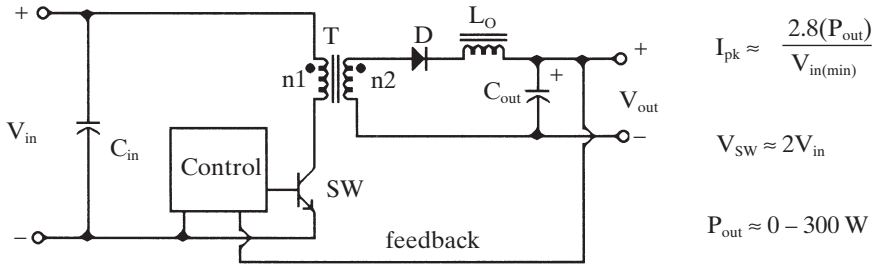 +
T
D
L_O
+
I_pk ≈ 2.8(P_out) / V_in(min)
n1
n2
+
C_out
V_out
V_in
C_in
−
V_SW ≈ 2V_in
Control
SW
−
feedback
P_out ≈ 0 – 300 W